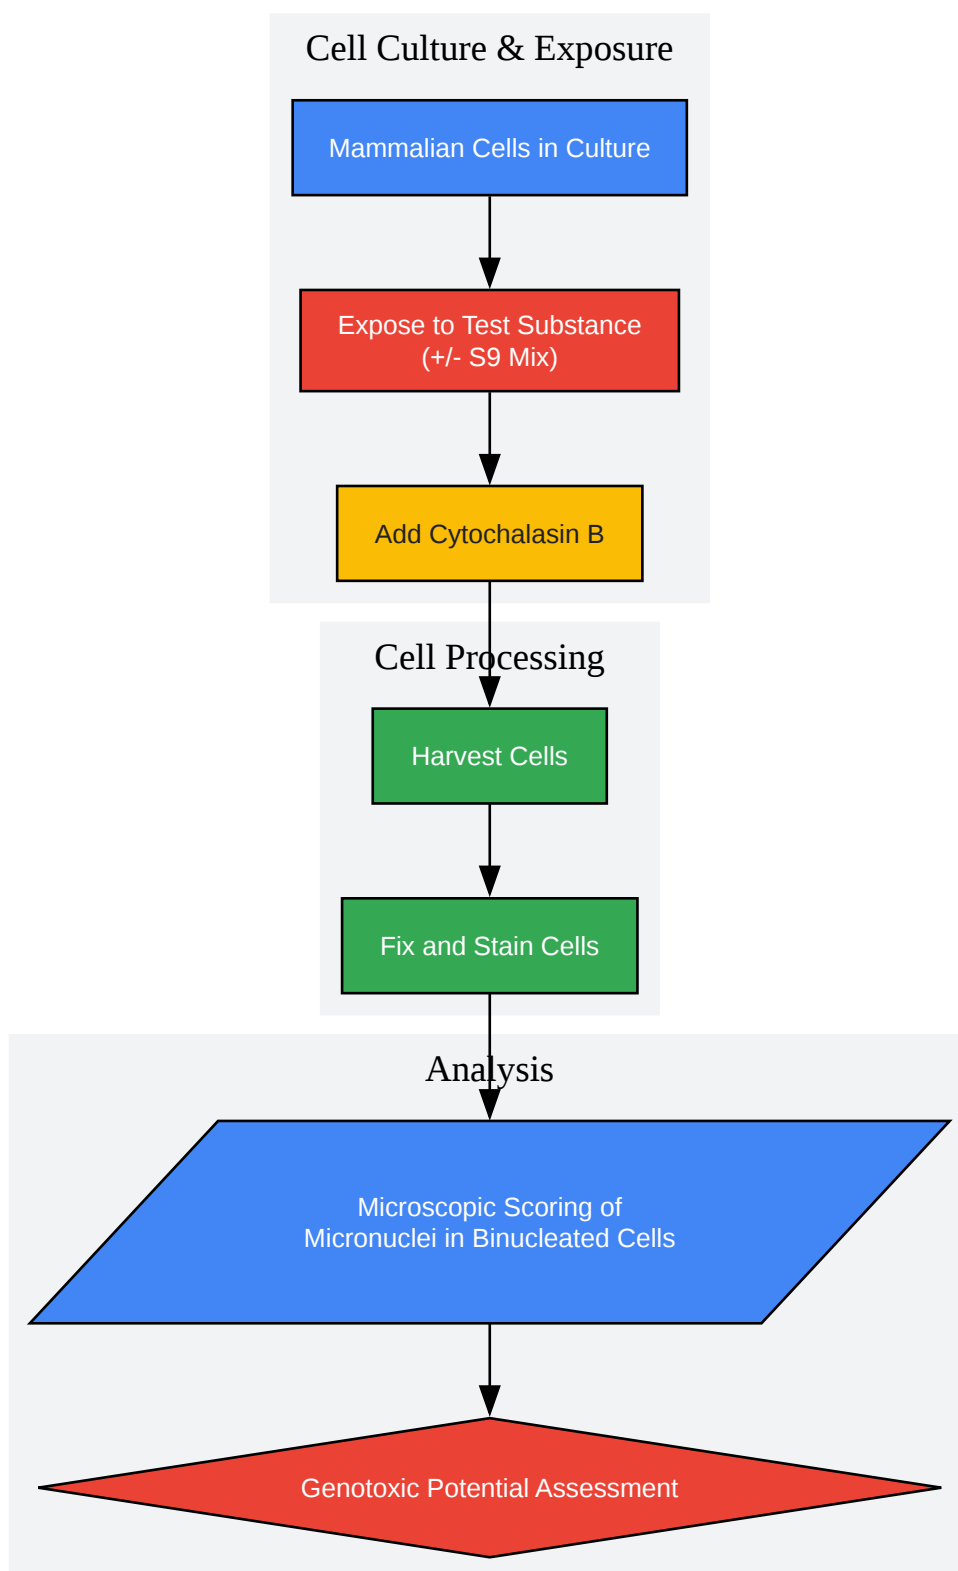 Cell Culture & Exposure
Mammalian Cells in Culture
Expose to Test Substance
(+/- S9 Mix)
Add Cytochalasin B
Cell Processing
Harvest Cells
Fix and Stain Cells
Analysis
Microscopic Scoring of
Micronuclei in Binucleated Cells
Genotoxic Potential Assessment